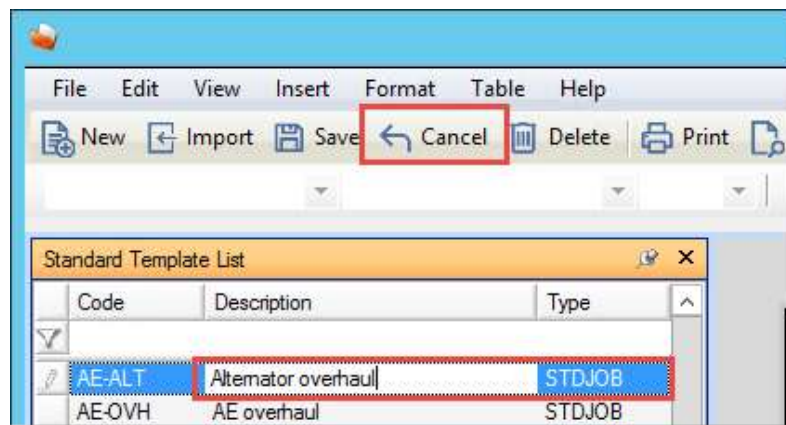 File Edit View Insert Format Table Help
New Import Save Cancel Delete Print
Standard Template List
Code Description Type
AE-ALT Alternator overhaul STDJOB
AE-OVH AE overhaul STDJOB